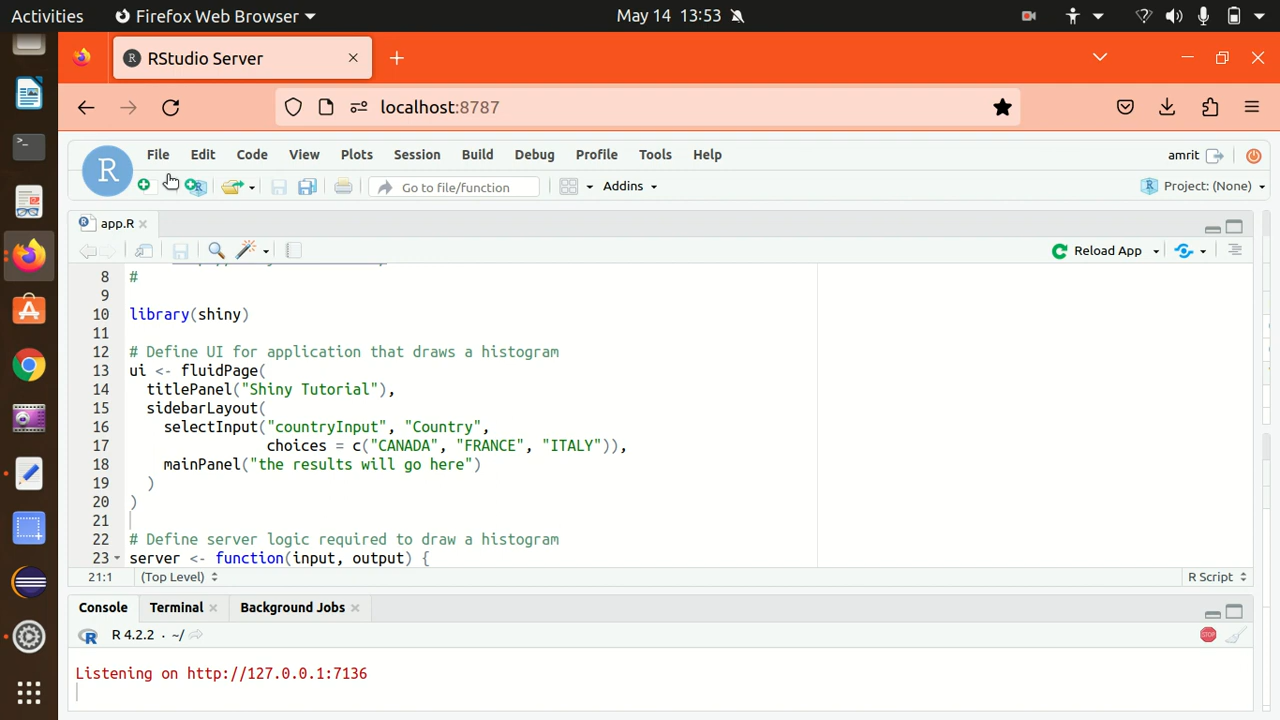 Activities Firefox Web Browser May 14 13:53
RStudio Server
localhost:8787
File Edit Code View Plots Session Build Debug Profile Tools Help amrit
Go to file/function Addins Project: (None)
app.R
Reload App
8 #
9
10 library(shiny)
11
12 # Define UI for application that draws a histogram
13 ui <- fluidPage(
14 titlePanel("Shiny Tutorial"),
15 sidebarLayout(
16 selectInput("countryInput", "Country",
17 choices = c("CANADA", "FRANCE", "ITALY")),
18 mainPanel("the results will go here")
19 )
20 )
21
22 # Define server logic required to draw a histogram
23 server <- function(input, output) {
21:1 (Top Level) R Script
Console Terminal Background Jobs
R 4.2.2 · ~/
Listening on http://127.0.0.1:7136